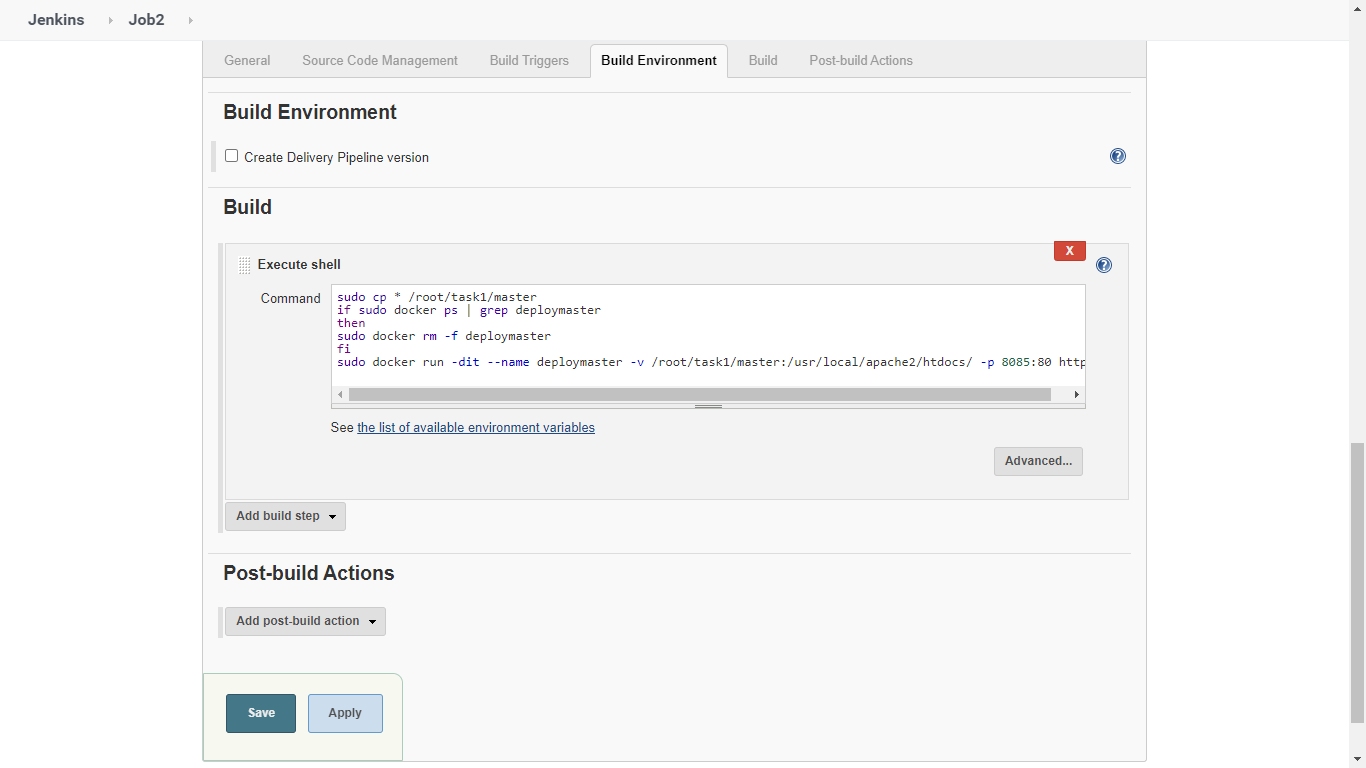 Jenkins Job2
General Source Code Management Build Triggers Build Environment Build Post-build Actions
Build Environment
Create Delivery Pipeline version
Build
X
Execute shell
Command
sudo cp * /root/task1/master
if sudo docker ps | grep deploymaster
then
sudo docker rm -f deploymaster
fi
sudo docker run -dit --name deploymaster -v /root/task1/master:/usr/local/apache2/htdocs/ -p 8085:80 http
See the list of available environment variables
Advanced...
Add build step
Post-build Actions
Add post-build action
Save Apply